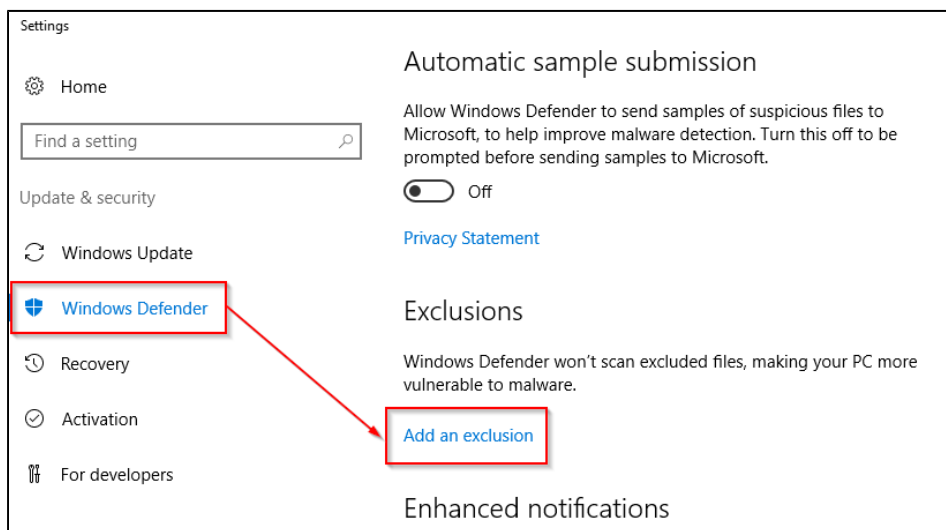 Settings
Home
Find a setting
Update & security
Windows Update
Windows Defender
Recovery
Activation
For developers
Automatic sample submission
Allow Windows Defender to send samples of suspicious files to
Microsoft, to help improve malware detection. Turn this off to be
prompted before sending samples to Microsoft.
Off
Privacy Statement
Exclusions
Windows Defender won't scan excluded files, making your PC more
vulnerable to malware.
Add an exclusion
Enhanced notifications